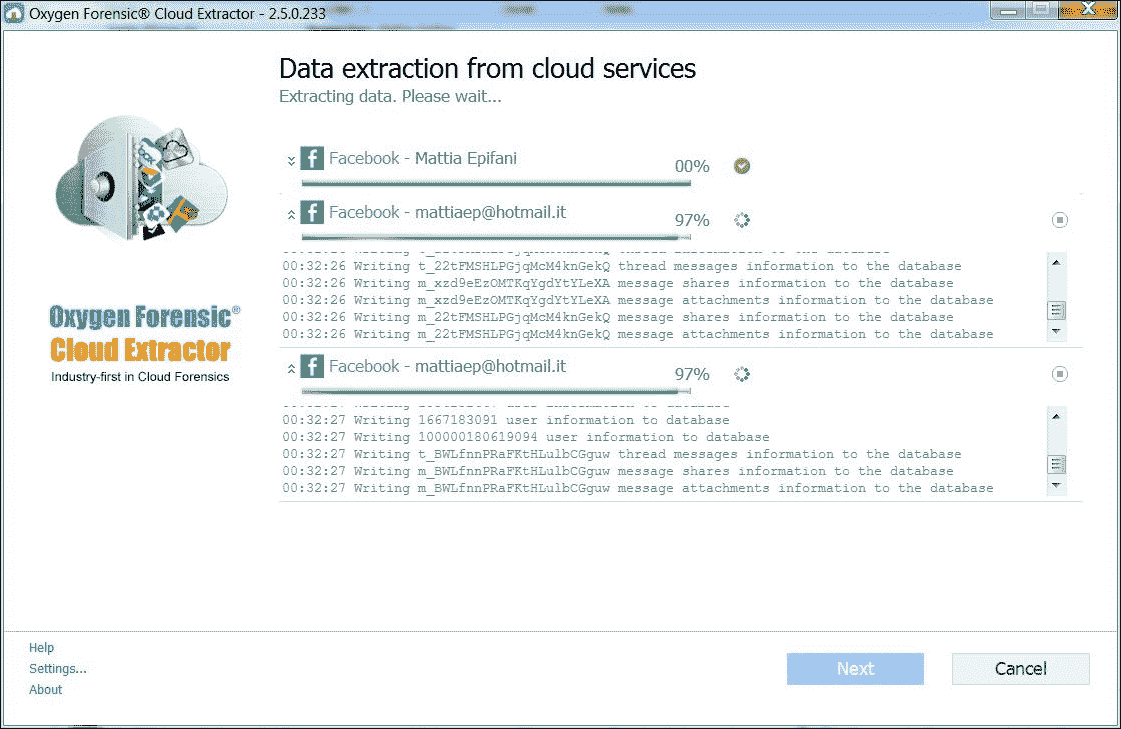 Oxygen Forensic® Cloud Extractor - 2.5.0.233
Data extraction from cloud services
Extracting data. Please wait...
Facebook - Mattia Epifani
00%
Facebook - mattiaep@hotmail.it
97%
00:32:26 Writing t_22tFMSHLPGjqMcM4knGekQ thread messages information to the database
00:32:26 Writing m_xzd9eEzOMTKqYgdYtYLeXA message shares information to the database
00:32:26 Writing m_xzd9eEzOMTKqYgdYtYLeXA message attachments information to the database
00:32:26 Writing m_22tFMSHLPGjqMcM4knGekQ message shares information to the database
00:32:26 Writing m_22tFMSHLPGjqMcM4knGekQ message attachments information to the database
Facebook - mattiaep@hotmail.it
97%
00:32:27 Writing 1667183091 user information to database
00:32:27 Writing 100000180619094 user information to database
00:32:27 Writing t_BWLfnnPRaFKtHLulbCGguw thread messages information to the database
00:32:27 Writing m_BWLfnnPRaFKtHLulbCGguw message shares information to the database
00:32:27 Writing m_BWLfnnPRaFKtHLulbCGguw message attachments information to the database
box
Oxygen Forensic®
Cloud Extractor
Industry-first in Cloud Forensics
Help
Settings...
About
Next
Cancel